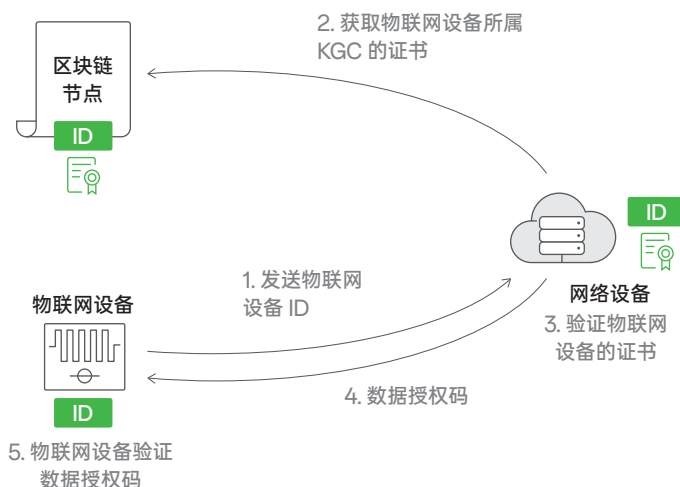 2. 获取物联网设备所属
KGC 的证书
区块链
节点
ID
ID
1. 发送物联网
设备 ID
网络设备
3. 验证物联网
设备的证书
物联网设备
4. 数据授权码
ID
5. 物联网设备验证
数据授权码